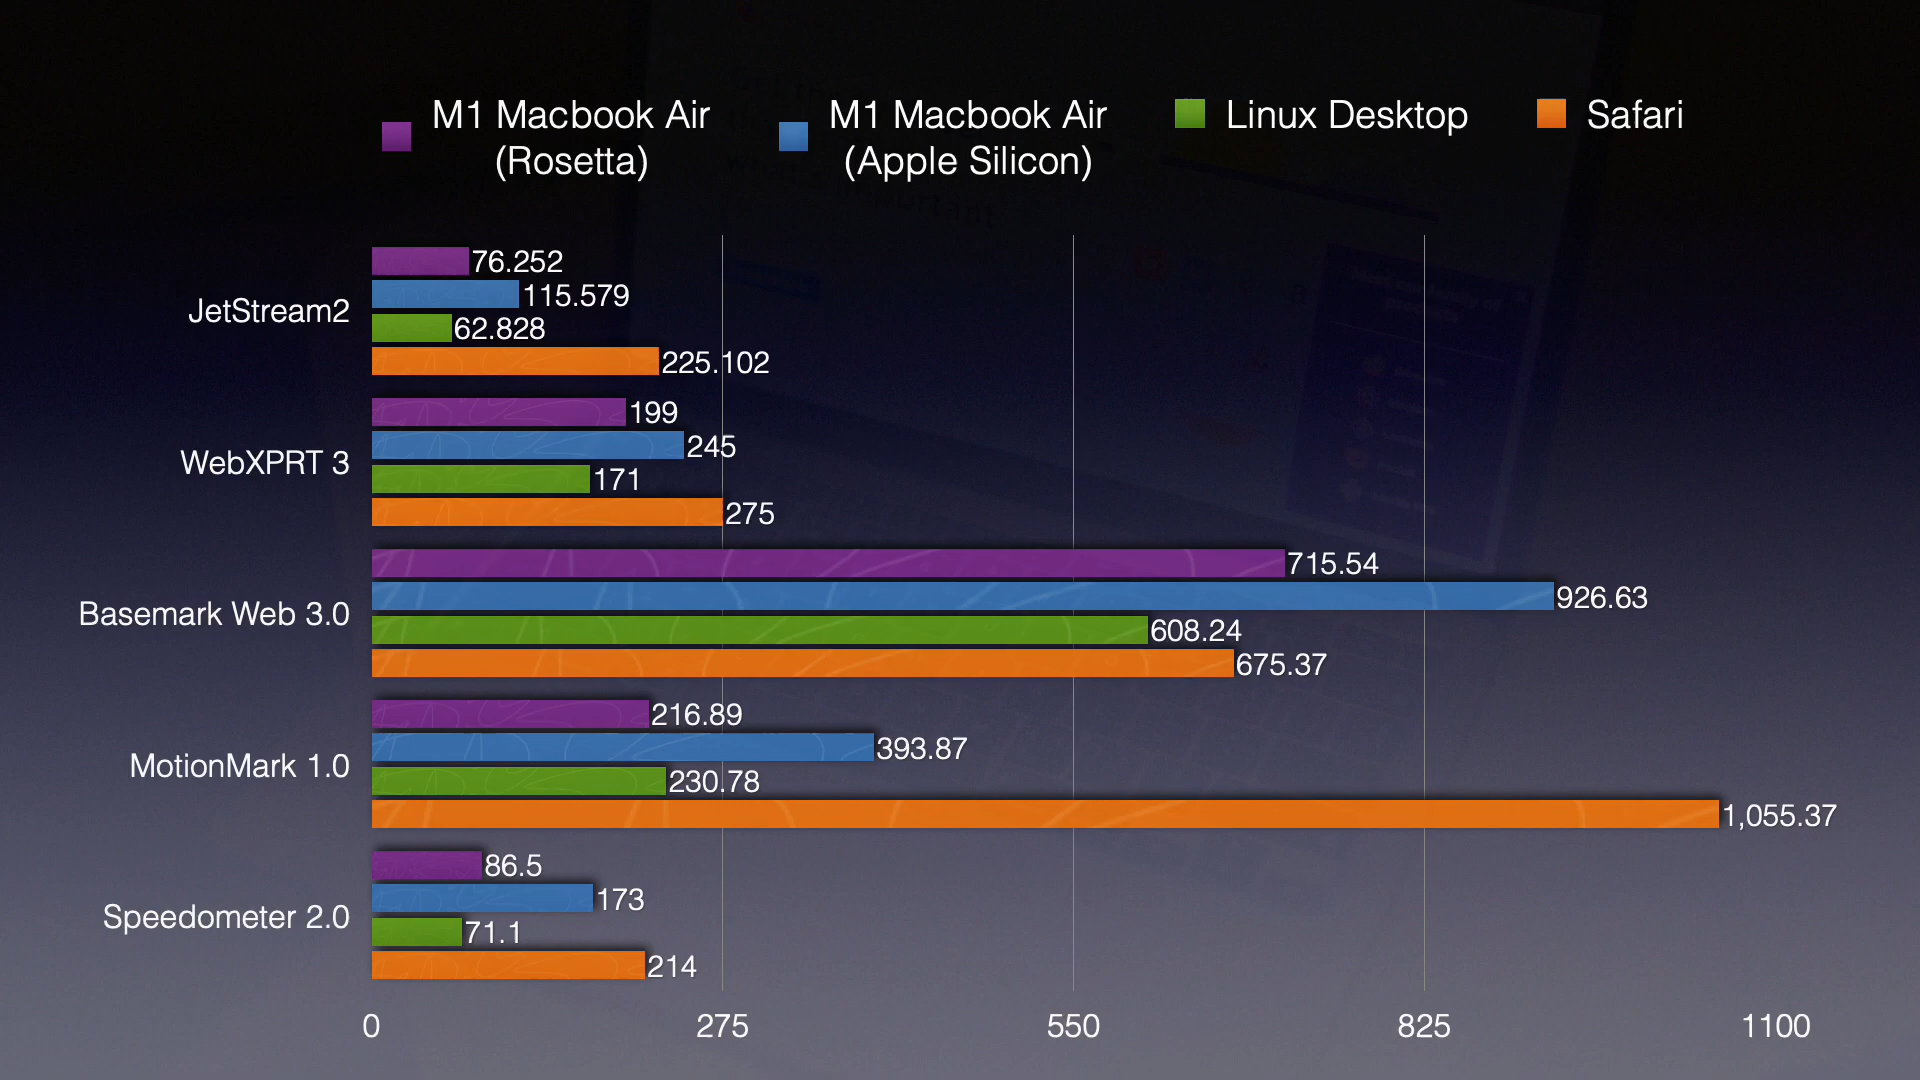 M1 Macbook Air
(Rosetta)
M1 Macbook Air
(Apple Silicon)
Linux Desktop
Safari
JetStream2
76.252
115.579
62.828
225.102
WebXPRT 3
199
245
171
275
Basemark Web 3.0
715.54
926.63
608.24
675.37
MotionMark 1.0
216.89
393.87
230.78
1,055.37
Speedometer 2.0
86.5
173
71.1
214
0 275 550 825 1100